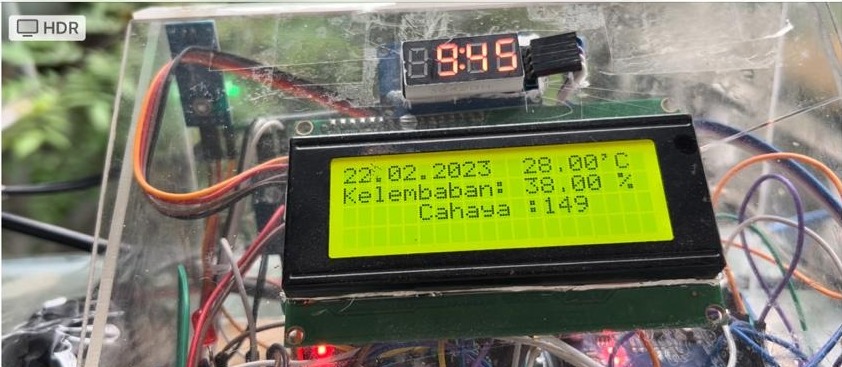 HDR
9:45
22.02.2023 28.00'C
Kelembaban: 38.00 %
Cahaya :149